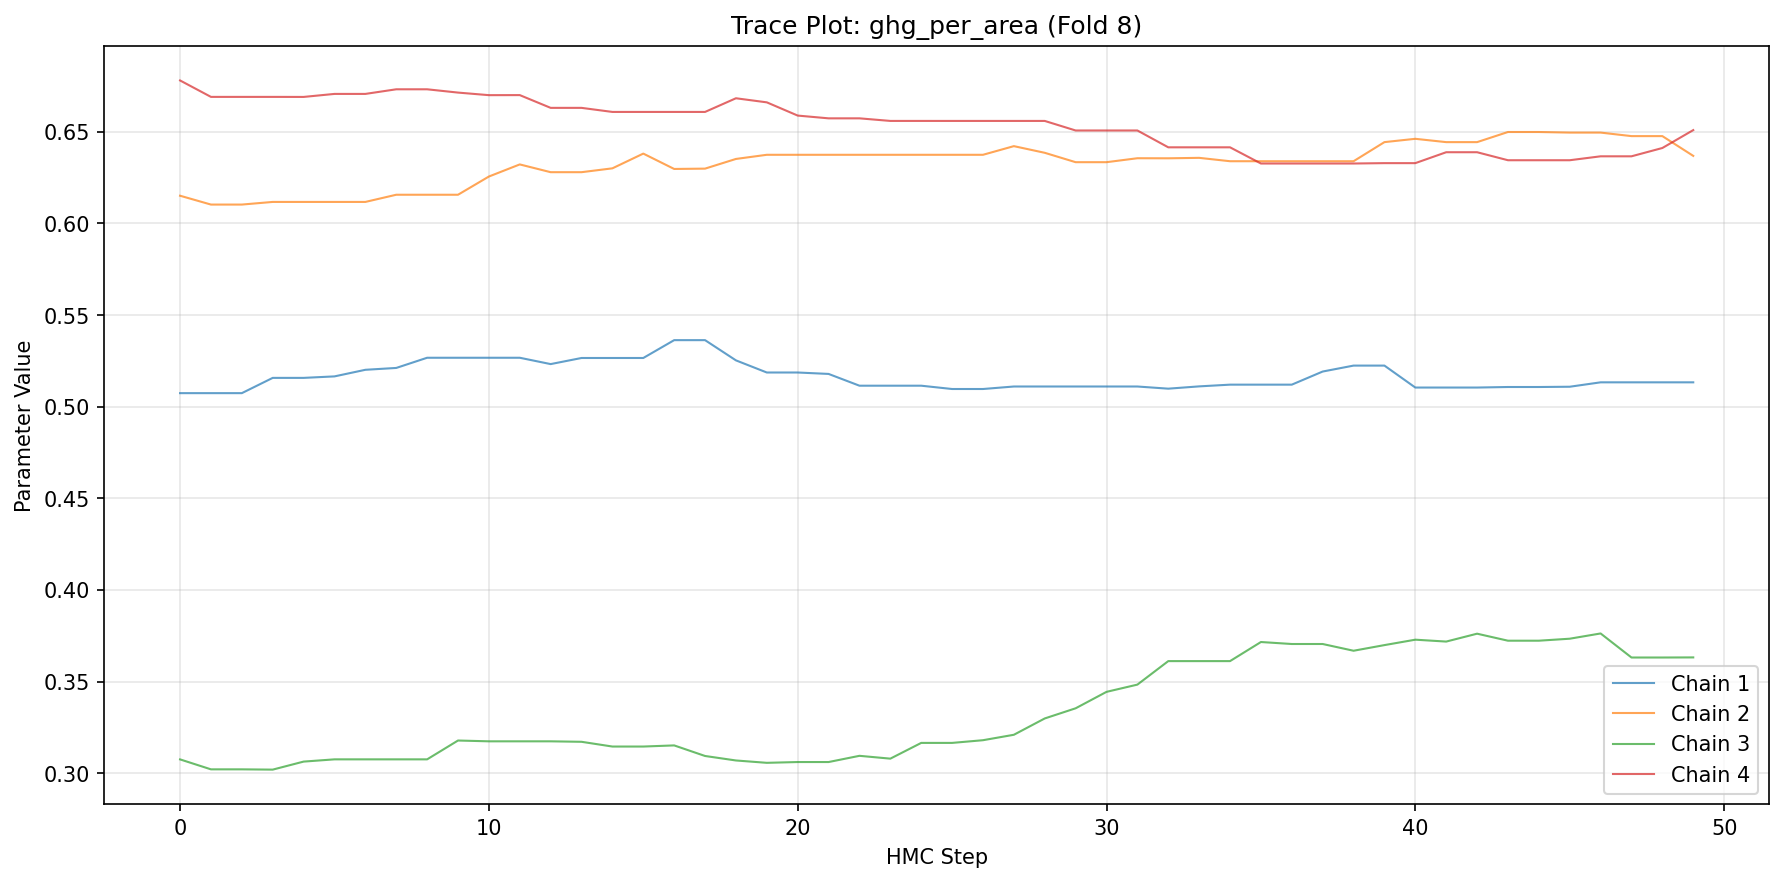 Trace Plot: ghg_per_area (Fold 8)
Parameter Value
0.65
0.60
0.55
0.50
0.45
0.40
0.35
0.30
Chain 1
Chain 2
Chain 3
Chain 4
0 10 20 30 40 50
HMC Step